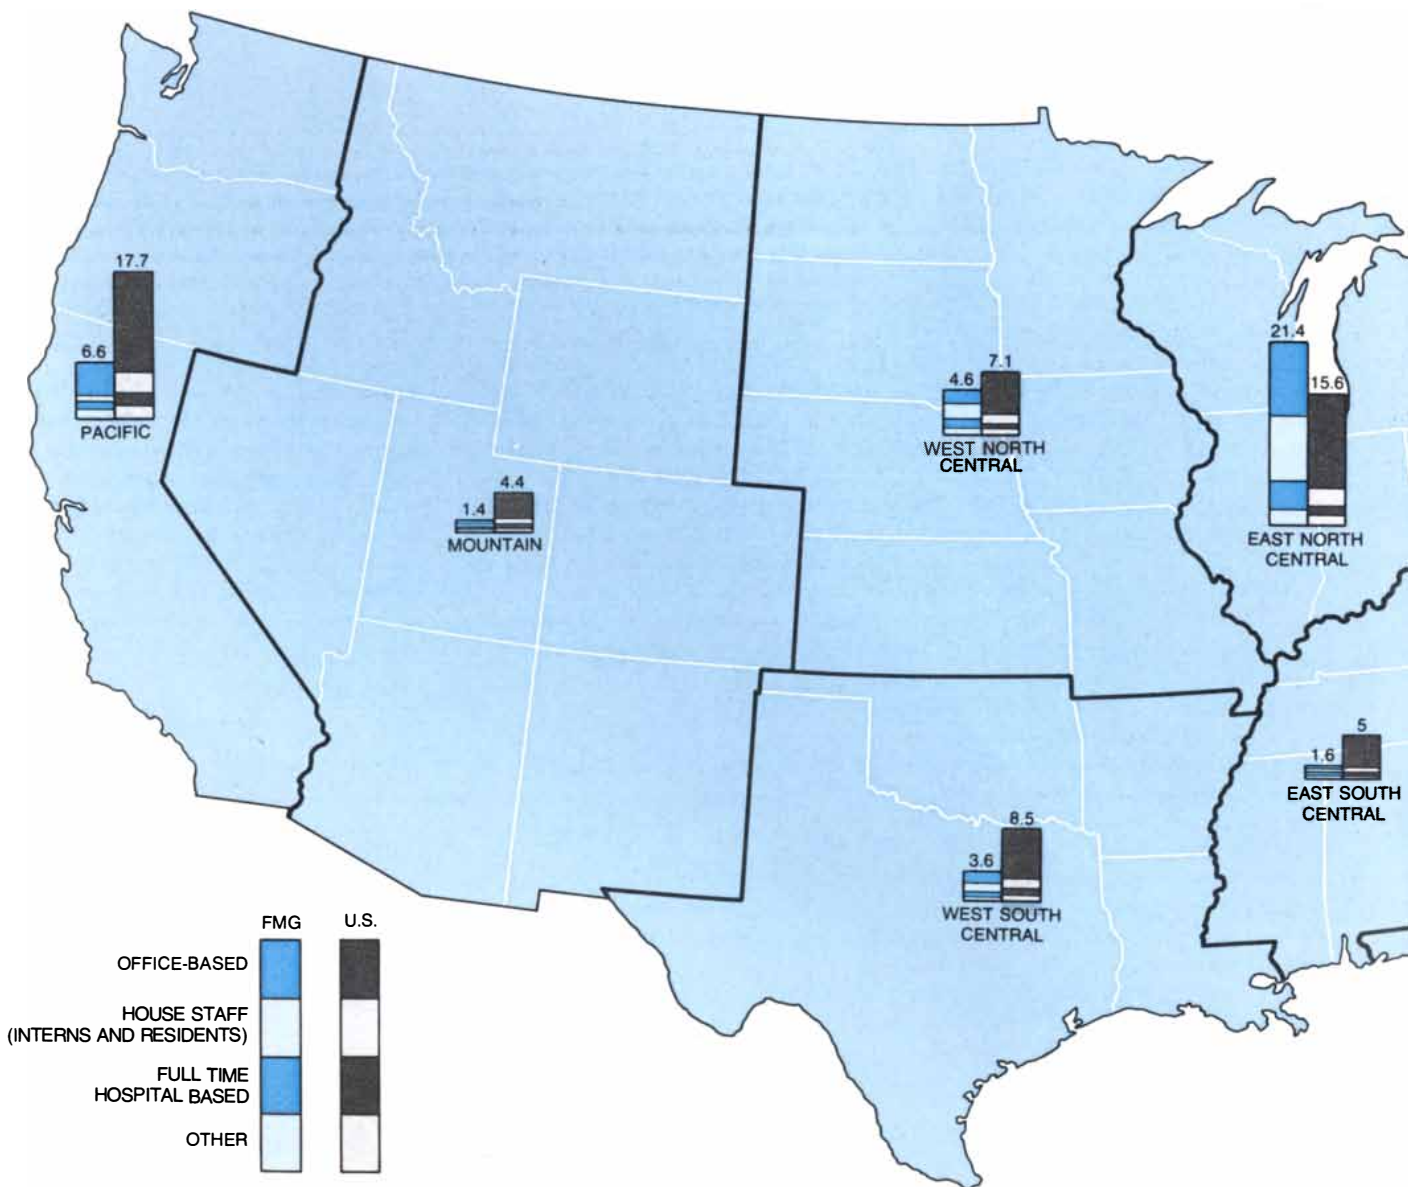 17.7
6.6
PACIFIC
4.4
1.4
MOUNTAIN
7.1
4.6
WEST NORTH
CENTRAL
21.4
15.6
EAST NORTH
CENTRAL
5
1.6
EAST SOUTH
CENTRAL
8.5
3.6
WEST SOUTH
CENTRAL
FMG
U.S.
OFFICE-BASED
HOUSE STAFF
(INTERNS AND RESIDENTS)
FULL TIME
HOSPITAL BASED
OTHER